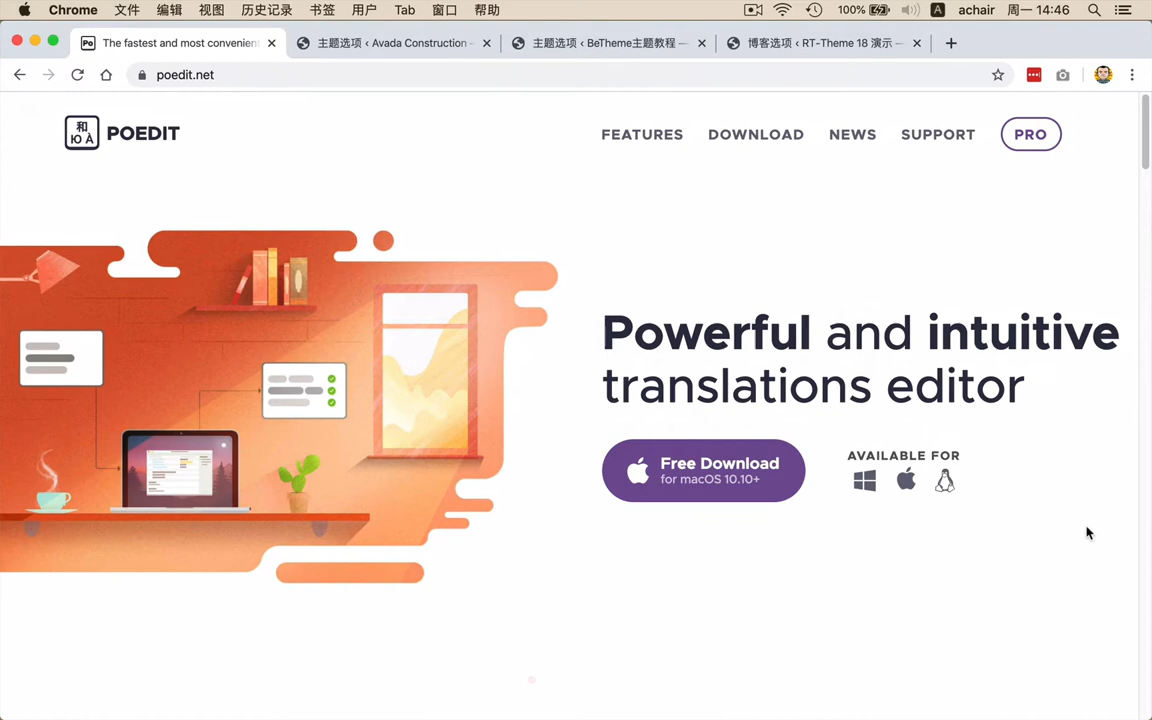 Chrome 文件 编辑 视图 历史记录 书签 用户 Tab 窗口 帮助 100% A achair 周一 14:46
Po The fastest and most convenien
主题选项 ‹ Avada Construction -
主题选项 ‹ BeTheme主题教程 —
博客选项 ‹ RT-Theme 18 演示 —
poedit.net
和
Ю À
POEDIT
FEATURES DOWNLOAD NEWS SUPPORT PRO
Powerful and intuitive
translations editor
Free Download
for macOS 10.10+
AVAILABLE FOR